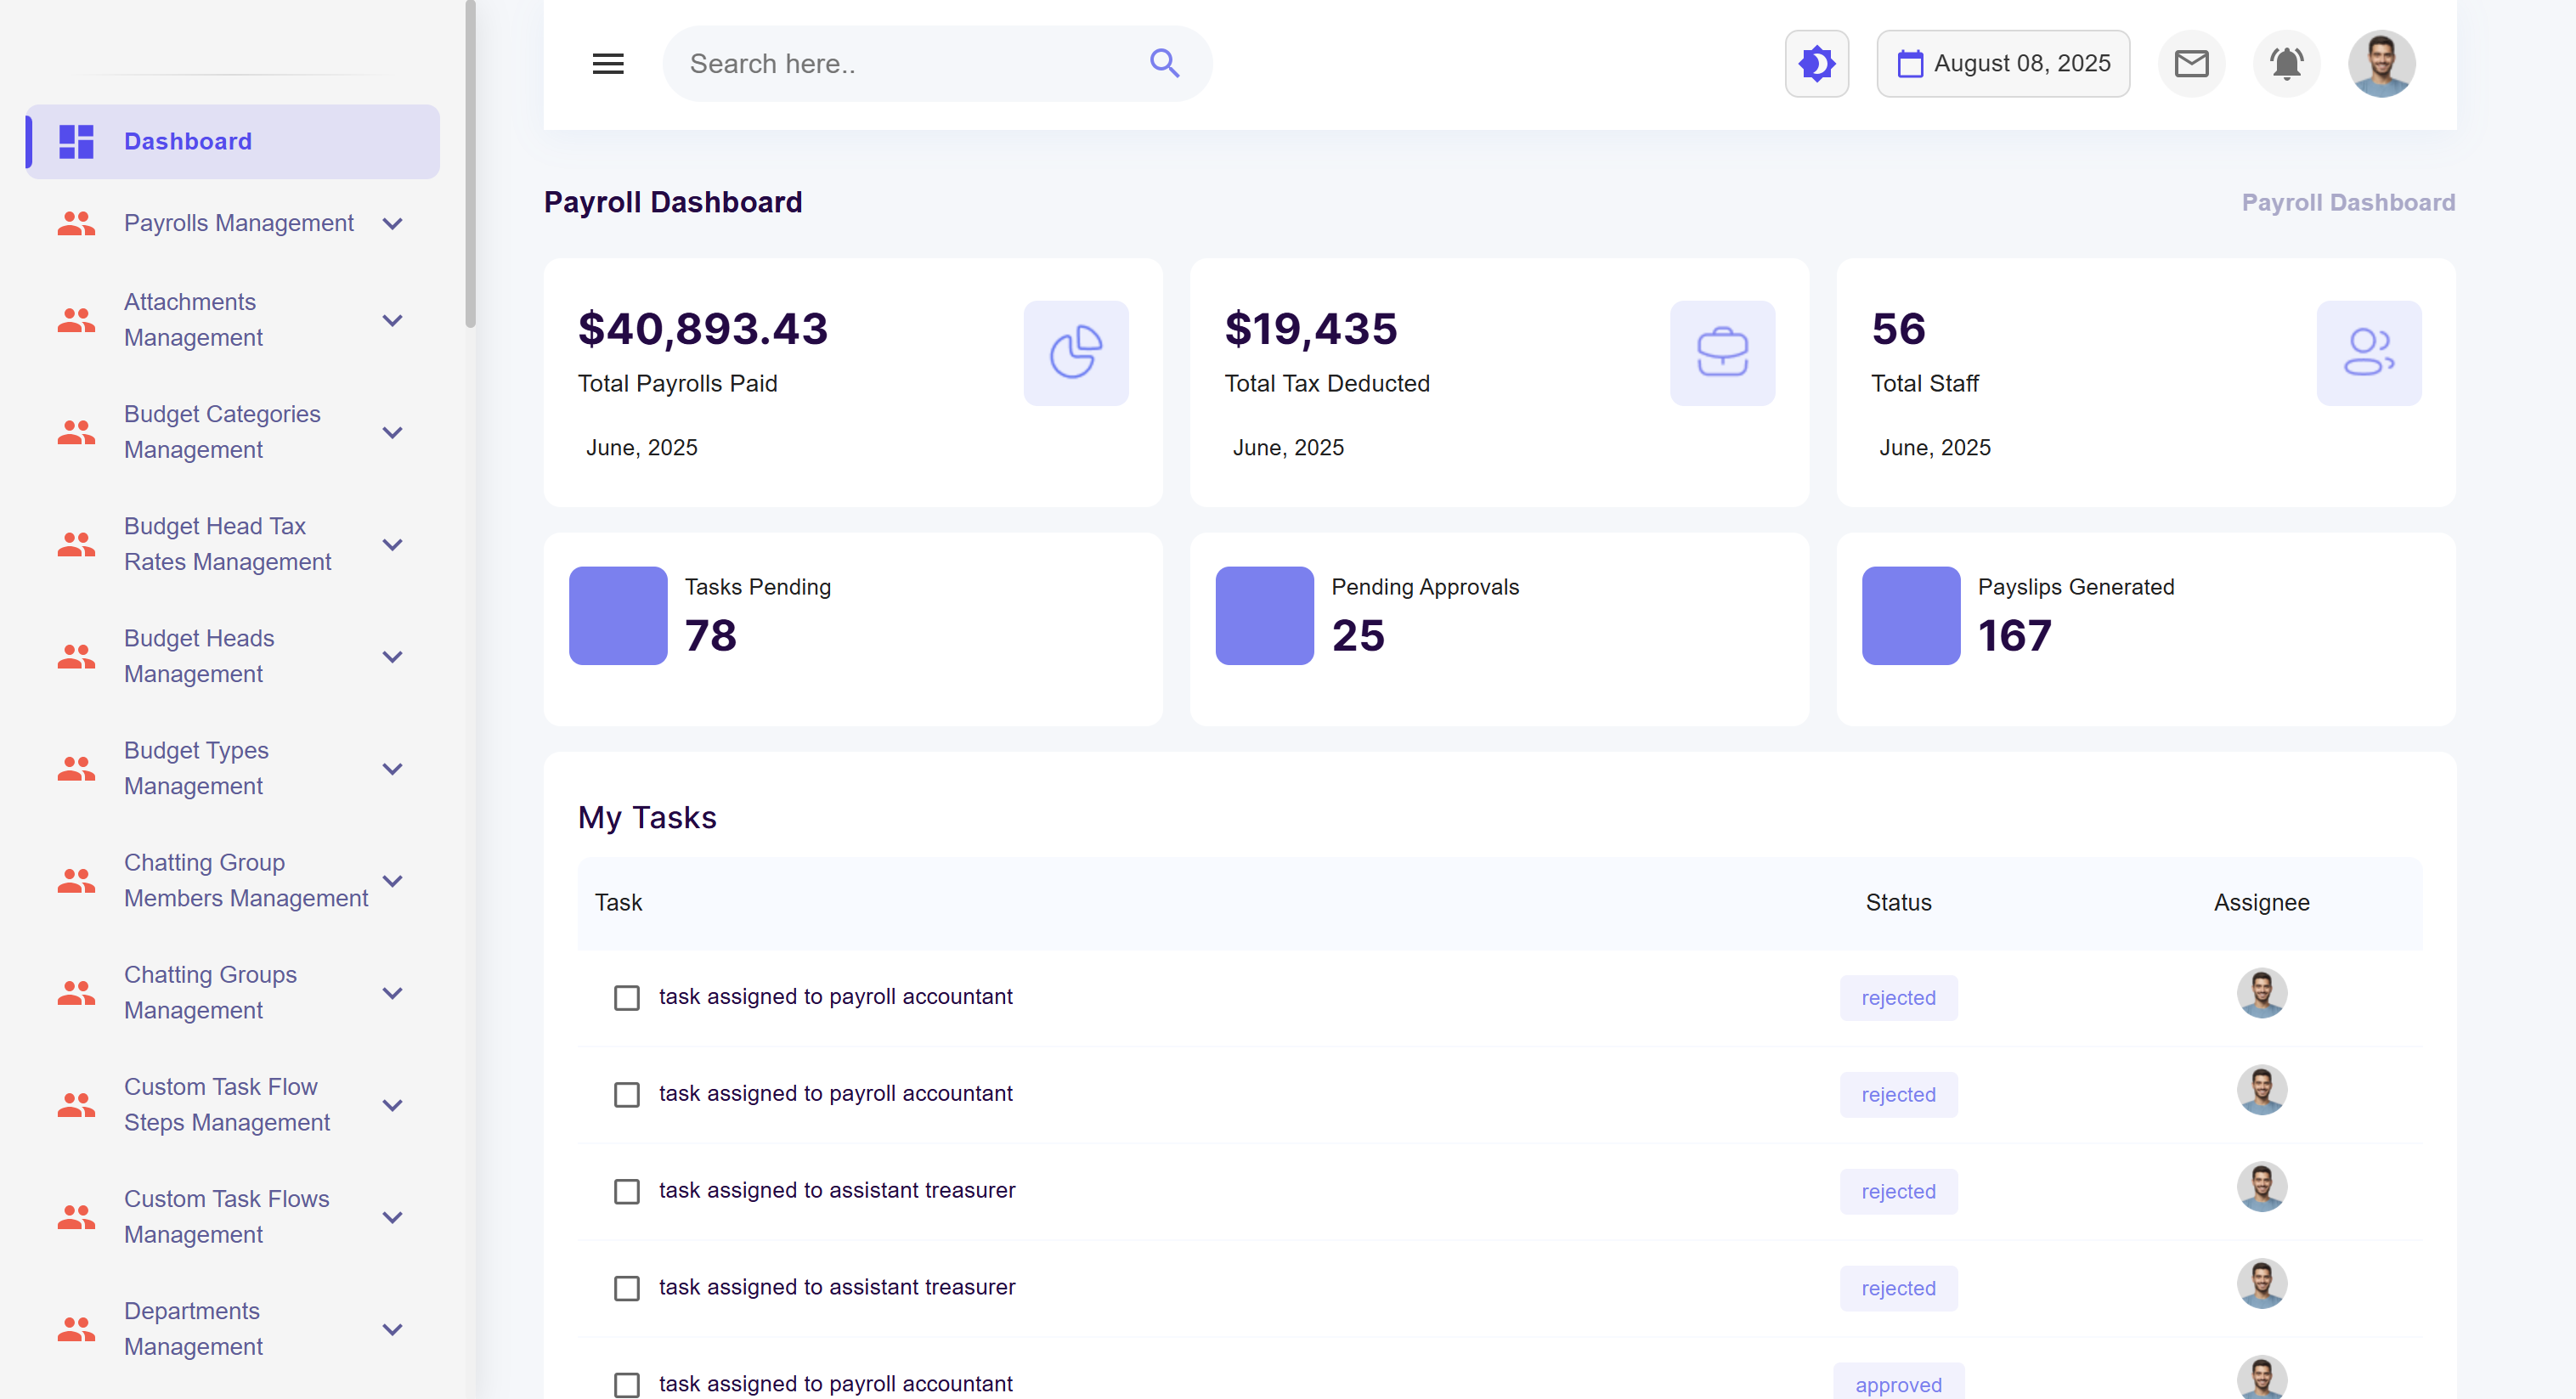 Search here..
August 08, 2025
Dashboard
Payrolls Management
Attachments
Management
Budget Categories
Management
Budget Head Tax
Rates Management
Budget Heads
Management
Budget Types
Management
Chatting Group
Members Management
Chatting Groups
Management
Custom Task Flow
Steps Management
Custom Task Flows
Management
Departments
Management
Payroll Dashboard
Payroll Dashboard
$40,893.43
Total Payrolls Paid
June, 2025
$19,435
Total Tax Deducted
June, 2025
56
Total Staff
June, 2025
Tasks Pending
78
Pending Approvals
25
Payslips Generated
167
My Tasks
Task Status Assignee
task assigned to payroll accountant rejected
task assigned to payroll accountant rejected
task assigned to assistant treasurer rejected
task assigned to assistant treasurer rejected
task assigned to payroll accountant approved